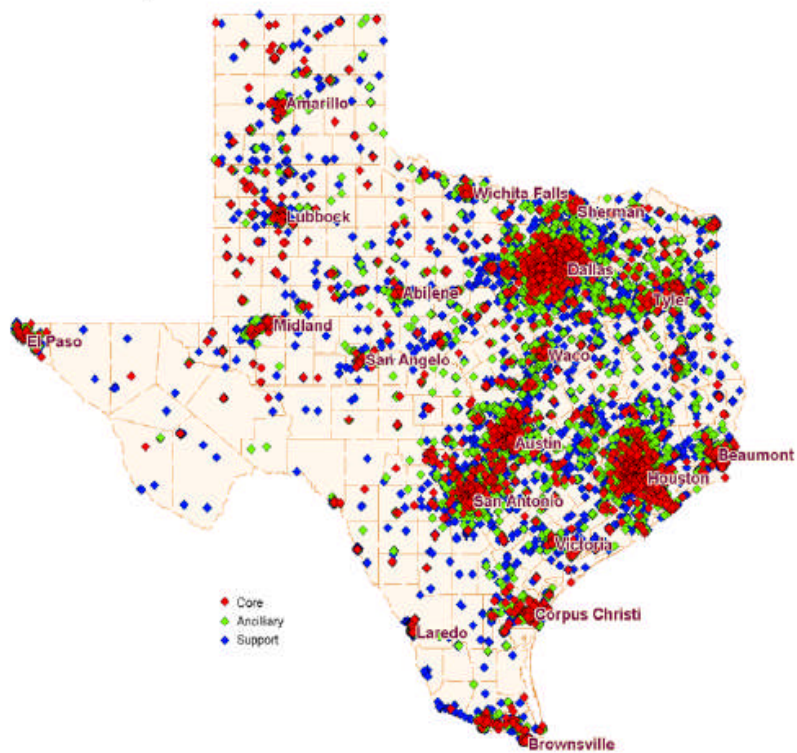 Amarillo
Wichita Falls
Sherman
Lubbock
Dallas
Abilene
Tyler
Midland
El Paso
San Angelo
Waco
Austin
Beaumont
Houston
San Antonio
Victoria
Core
Ancilliary
Corpus Christi
Support
Laredo
Brownsville